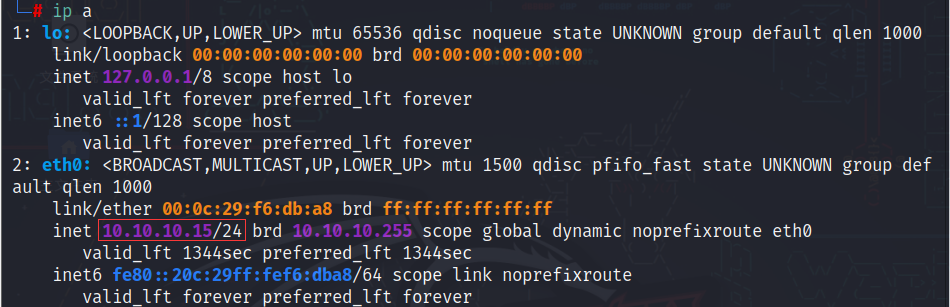 # ip a
1: lo: <LOOPBACK,UP,LOWER_UP> mtu 65536 qdisc noqueue state UNKNOWN group default qlen 1000
link/loopback 00:00:00:00:00:00 brd 00:00:00:00:00:00
inet 127.0.0.1/8 scope host lo
valid_lft forever preferred_lft forever
inet6 ::1/128 scope host
valid_lft forever preferred_lft forever
2: eth0: <BROADCAST,MULTICAST,UP,LOWER_UP> mtu 1500 qdisc pfifo_fast state UNKNOWN group def
ault qlen 1000
link/ether 00:0c:29:f6:db:a8 brd ff:ff:ff:ff:ff:ff
inet 10.10.10.15/24 brd 10.10.10.255 scope global dynamic noprefixroute eth0
valid_lft 1344sec preferred_lft 1344sec
inet6 fe80::20c:29ff:fef6:dba8/64 scope link noprefixroute
valid_lft forever preferred_lft forever